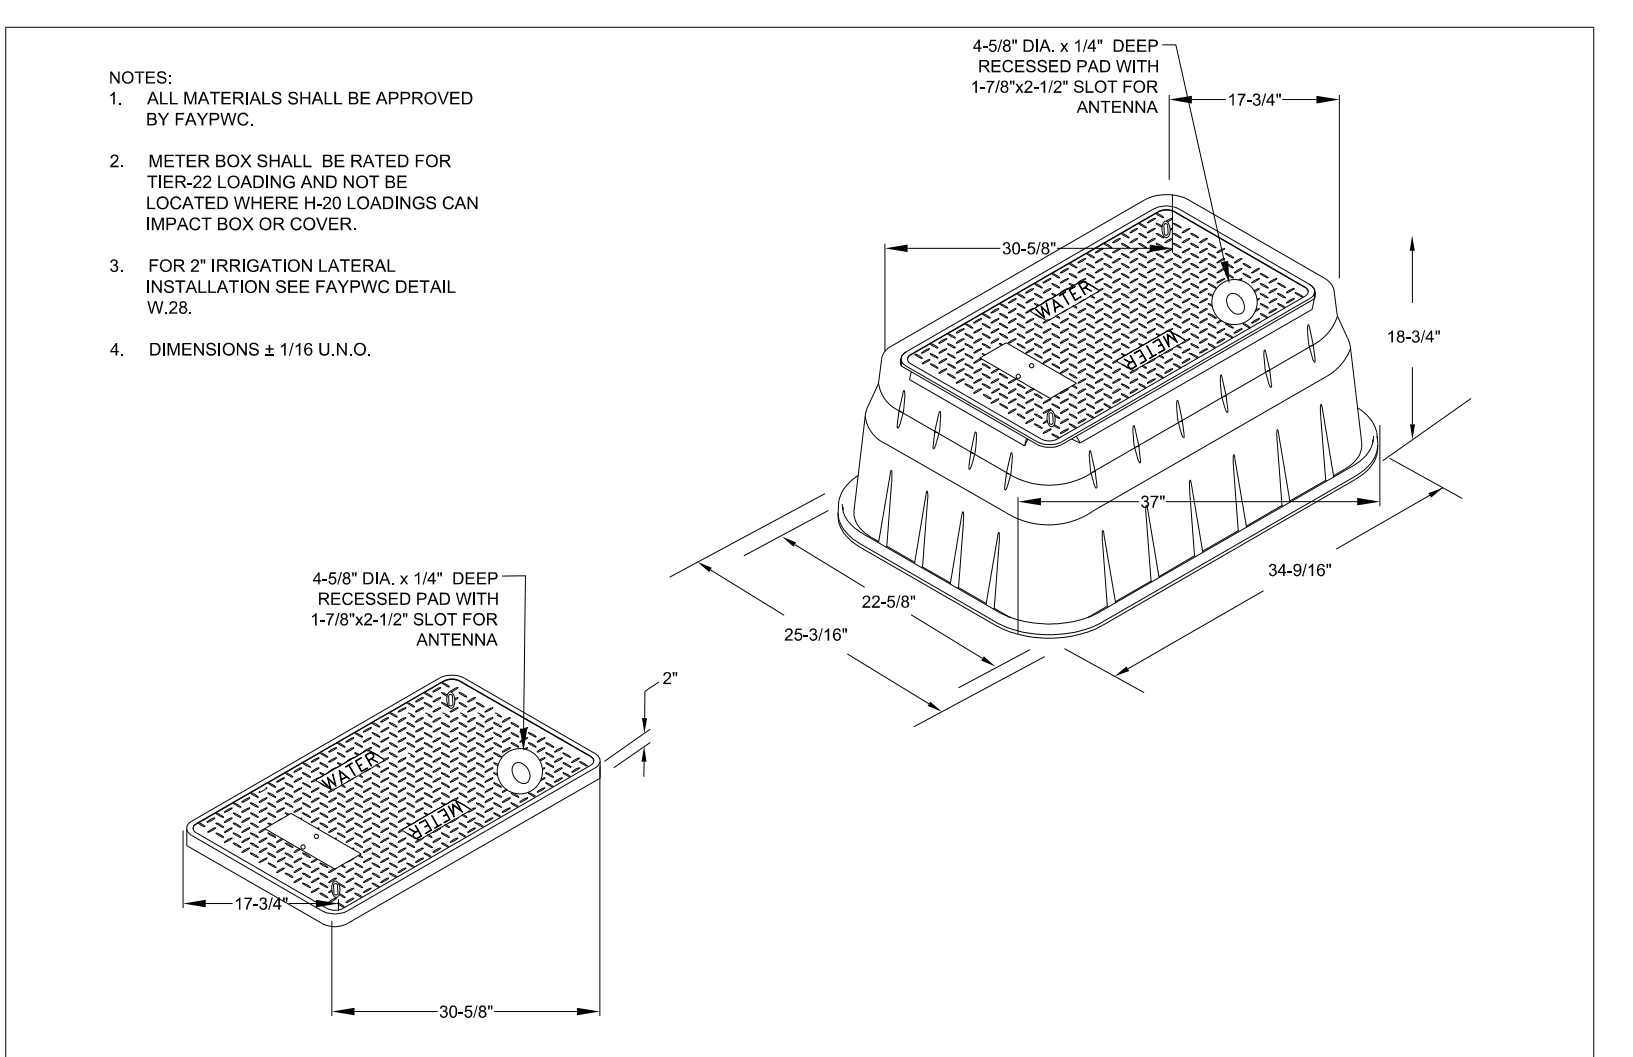 NOTES:
1. ALL MATERIALS SHALL BE APPROVED
BY FAYPWC.
2. METER BOX SHALL BE RATED FOR
TIER-22 LOADING AND NOT BE
LOCATED WHERE H-20 LOADINGS CAN
IMPACT BOX OR COVER.
3. FOR 2" IRRIGATION LATERAL
INSTALLATION SEE FAYPWC DETAIL
W.28.
4. DIMENSIONS ± 1/16 U.N.O.
4-5/8" DIA. x 1/4" DEEP
RECESSED PAD WITH
1-7/8"x2-1/2" SLOT FOR
ANTENNA
17-3/4"
30-5/8"
WATER
METER
18-3/4"
37"
34-9/16"
22-5/8"
25-3/16"
4-5/8" DIA. x 1/4" DEEP
RECESSED PAD WITH
1-7/8"x2-1/2" SLOT FOR
ANTENNA
2"
WATER
METER
17-3/4"
30-5/8"